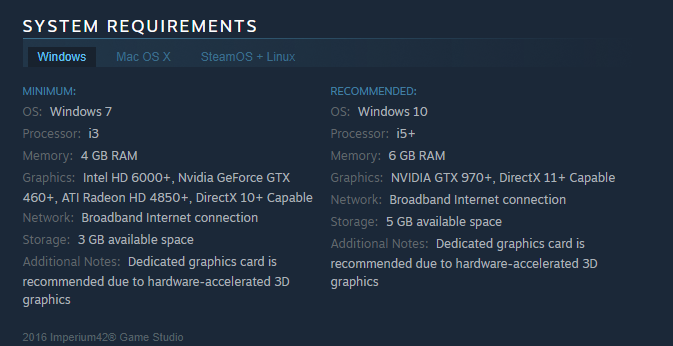 SYSTEM REQUIREMENTS
Windows Mac OS X SteamOS + Linux
MINIMUM:
OS: Windows 7
Processor: i3
Memory: 4 GB RAM
Graphics: Intel HD 6000+, Nvidia GeForce GTX
460+, ATI Radeon HD 4850+, DirectX 10+ Capable
Network: Broadband Internet connection
Storage: 3 GB available space
Additional Notes: Dedicated graphics card is
recommended due to hardware-accelerated 3D
graphics
RECOMMENDED:
OS: Windows 10
Processor: i5+
Memory: 6 GB RAM
Graphics: NVIDIA GTX 970+, DirectX 11+ Capable
Network: Broadband Internet connection
Storage: 5 GB available space
Additional Notes: Dedicated graphics card is
recommended due to hardware-accelerated 3D
graphics
2016 Imperium42® Game Studio